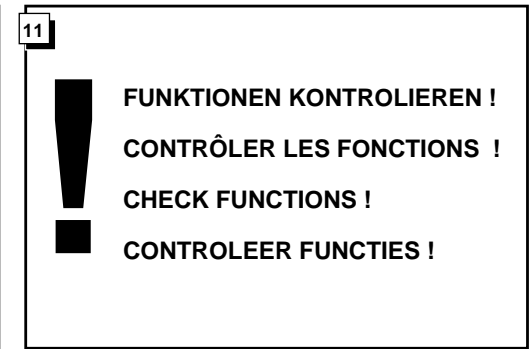 11
FUNKTIONEN KONTROLIEREN !
CONTRÔLER LES FONCTIONS !
CHECK FUNCTIONS !
CONTROLEER FUNCTIES !